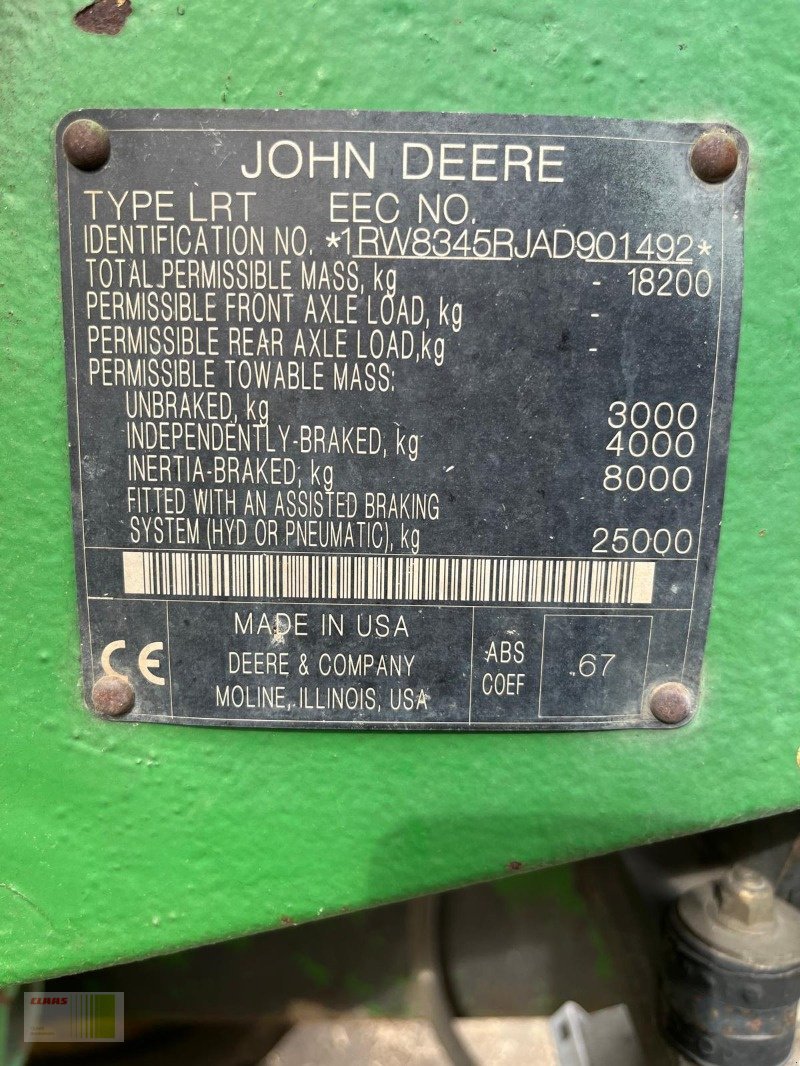 JOHN DEERE
TYPE LRT EEC NO.
IDENTIFICATION NO. *1RW8345RJAD901492*
TOTAL PERMISSIBLE MASS, kg - 18200
PERMISSIBLE FRONT AXLE LOAD, kg -
PERMISSIBLE REAR AXLE LOAD,kg -
PERMISSIBLE TOWABLE MASS:
UNBRAKED, kg 3000
INDEPENDENTLY-BRAKED, kg 4000
INERTIA-BRAKED, kg 8000
FITTED WITH AN ASSISTED BRAKING
SYSTEM (HYD OR PNEUMATIC), kg 25000
CE
MADE IN USA
DEERE & COMPANY
MOLINE, ILLINOIS, USA
ABS
COEF
.67
CLAAS